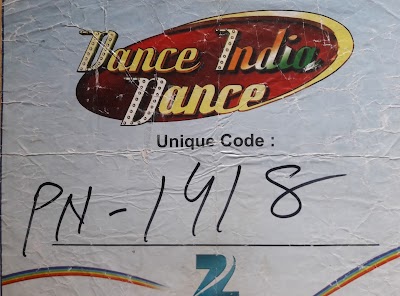 Dance India
Dance
Unique Code :
PN-1418
Z